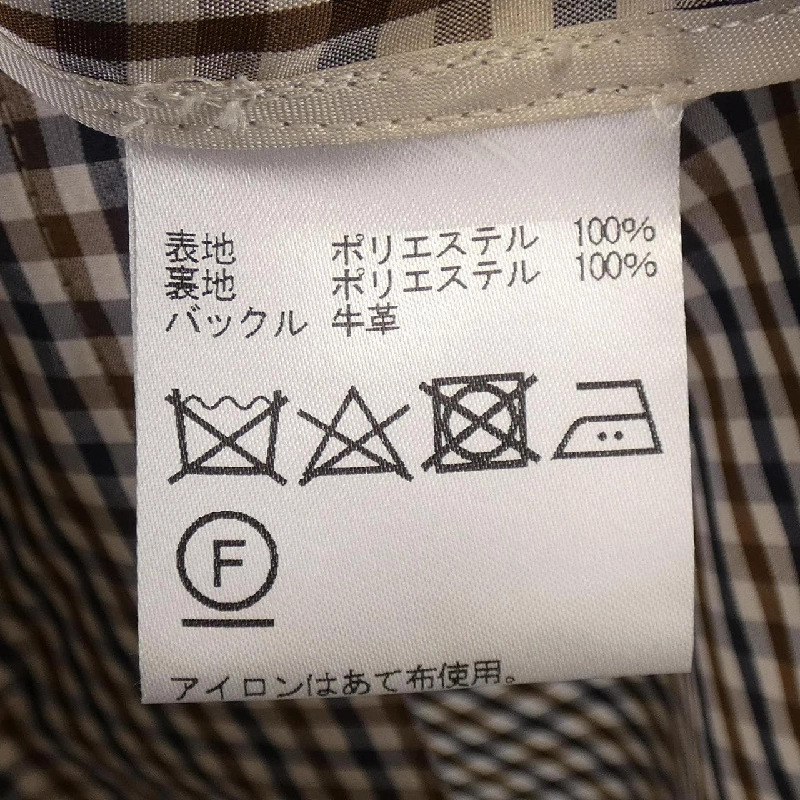 表地 ポリエステル 100%
裏地 ポリエステル 100%
バックル 牛革
F
アイロンはあて布使用。